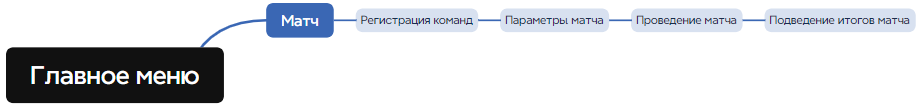 Матч
Регистрация команд
Параметры матча
Проведение матча
Подведение итогов матча
Главное меню